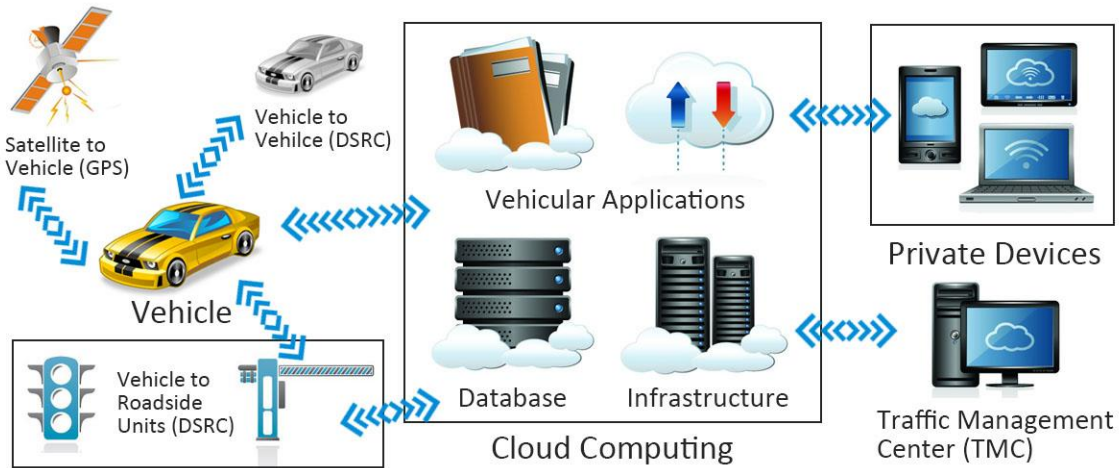 Satellite to
Vehicle (GPS)
Vehicle to
Vehilce (DSRC)
Vehicle
Vehicle to
Roadside
Units (DSRC)
Vehicular Applications
Database
Infrastructure
Cloud Computing
Private Devices
Traffic Management
Center (TMC)